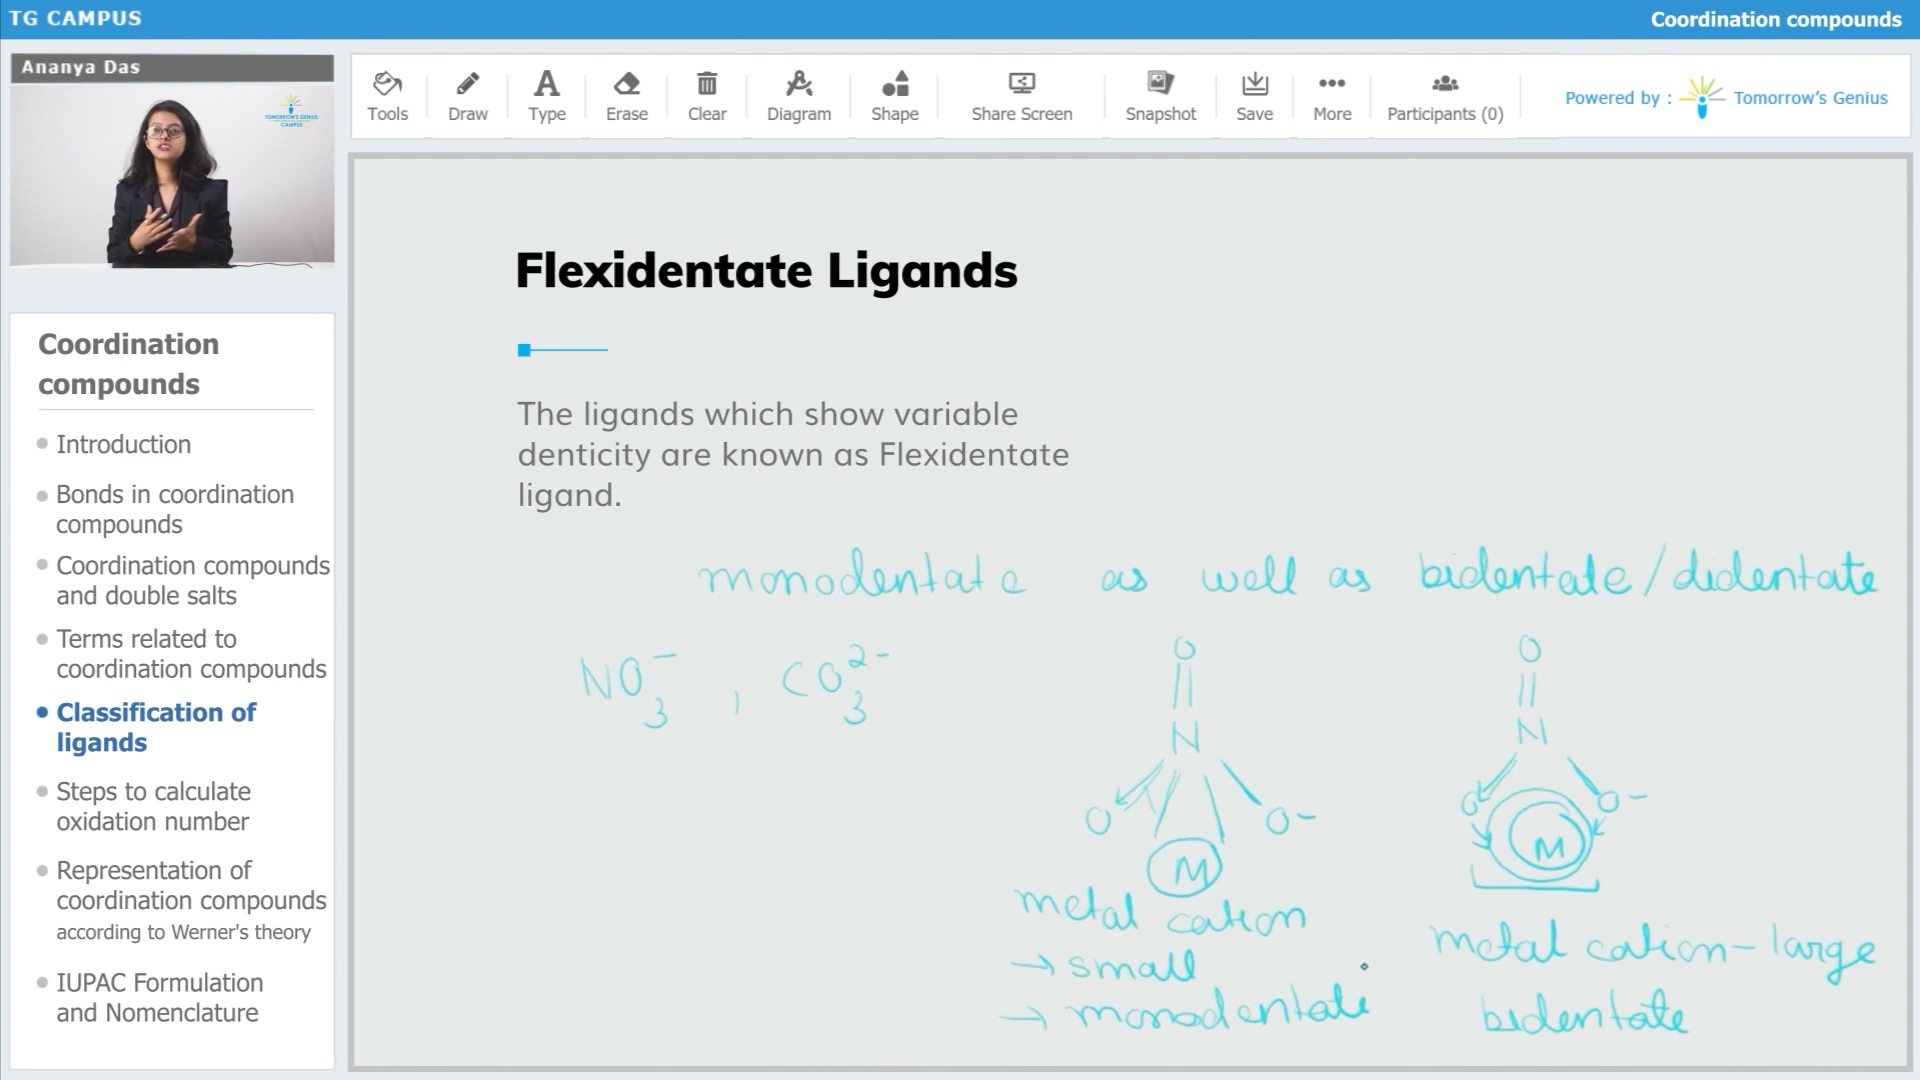 TG CAMPUS
Coordination compounds
Ananya Das
TOMORROW'S GENIUS
CAMPUS
Tools
Draw
Type
Erase
Clear
Diagram
Shape
Share Screen
Snapshot
Save
More
Participants (0)
Powered by :
Tomorrow's Genius
Coordination
compounds
Introduction
Bonds in coordination
compounds
Coordination compounds
and double salts
Terms related to
coordination compounds
Classification of
ligands
Steps to calculate
oxidation number
Representation of
coordination compounds
according to Werner's theory
IUPAC Formulation
and Nomenclature
Flexidentate Ligands
The ligands which show variable
denticity are known as Flexidentate
ligand.
monodentate as well as bidentate/didentate
NO₃⁻ , CO₃²⁻
O
N
O O-
M
metal cation
→ small
→ monodentate
O
N
O O-
M
metal cation- large
bidentate